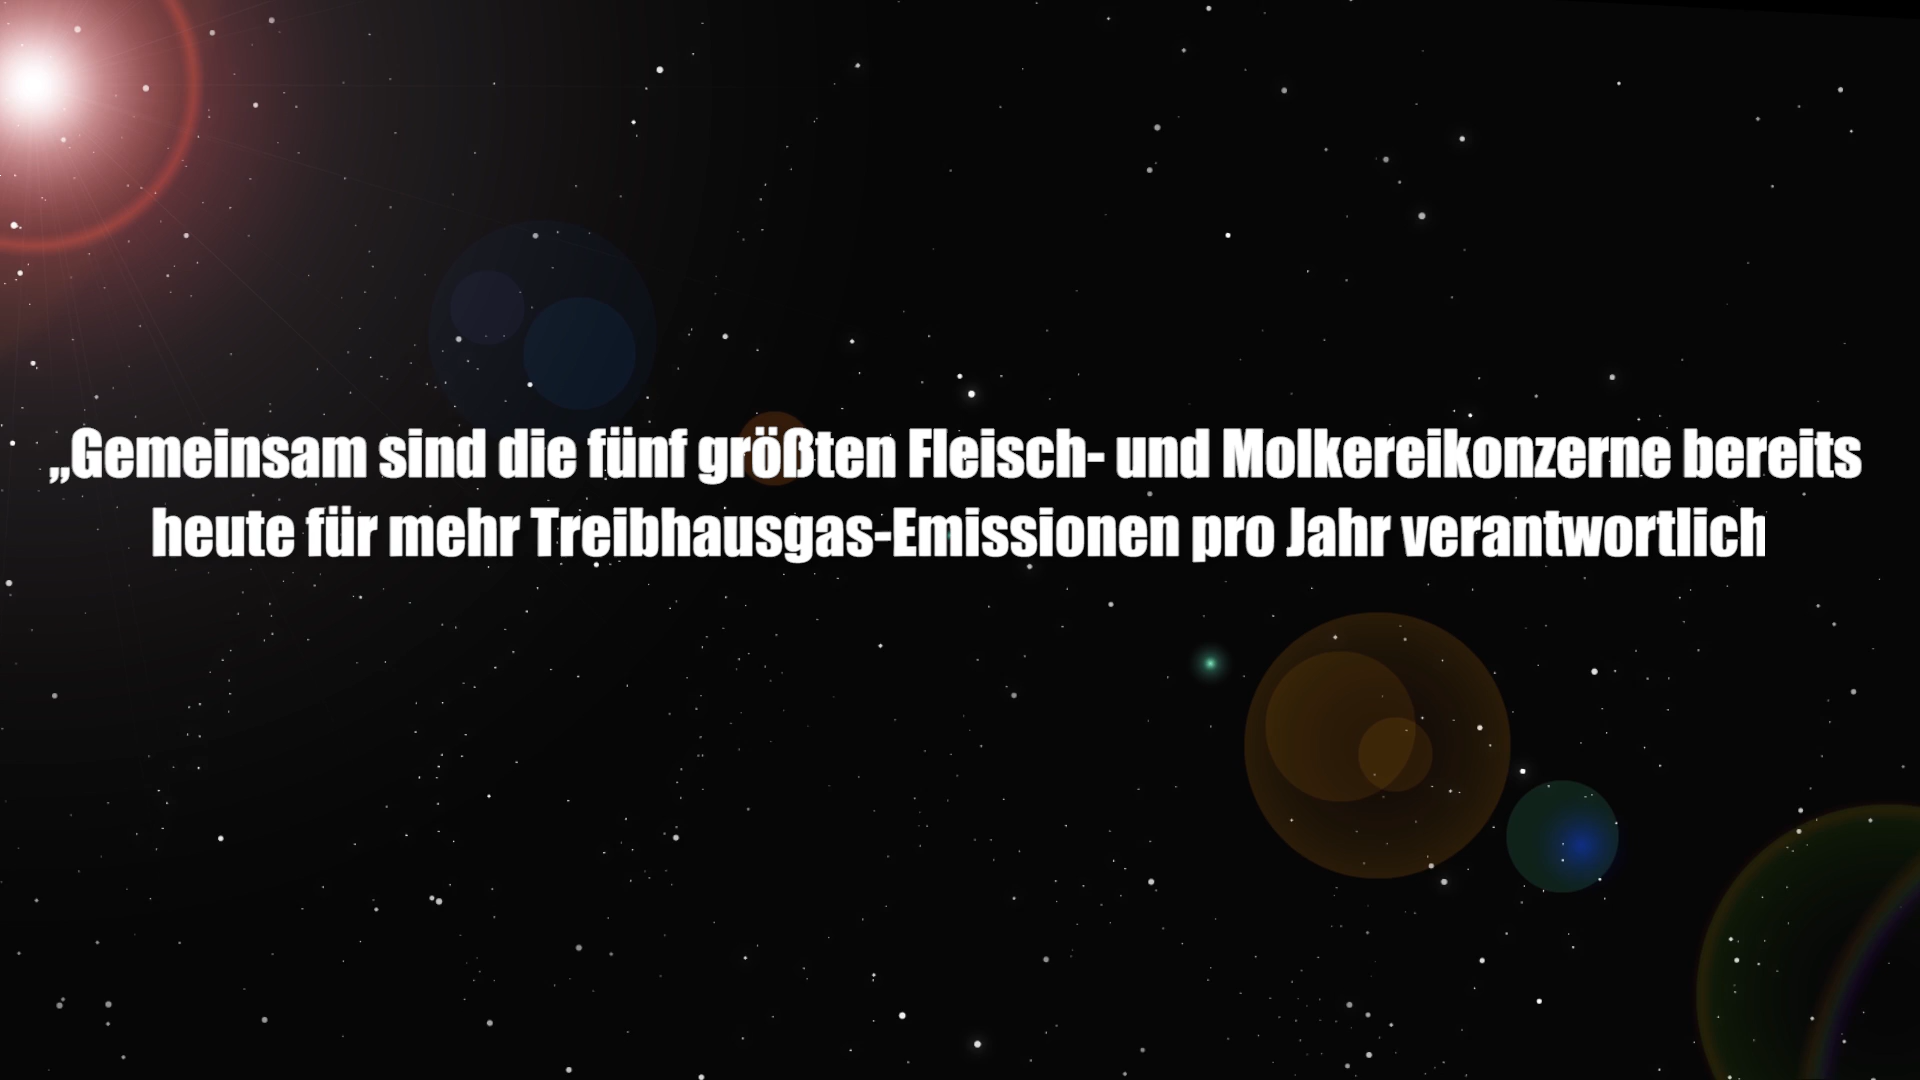 „Gemeinsam sind die fünf größten Fleisch- und Molkereikonzerne bereits
heute für mehr Treibhausgas-Emissionen pro Jahr verantwortlich